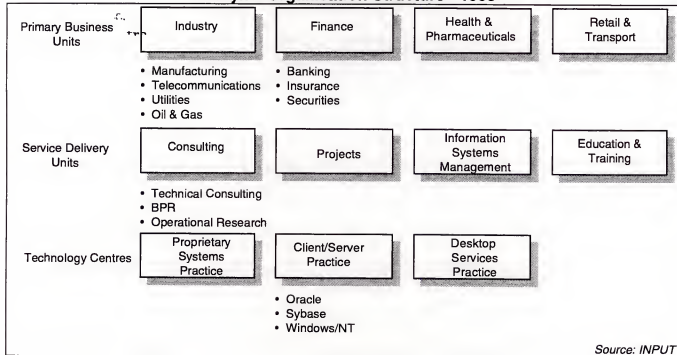 Primary Business Units
Industry
Finance
Health & Pharmaceuticals
Retail & Transport
• Manufacturing
• Telecommunications
• Utilities
• Oil & Gas
• Banking
• Insurance
• Securities
Service Delivery Units
Consulting
Projects
Information Systems Management
Education & Training
• Technical Consulting
• BPR
• Operational Research
Technology Centres
Proprietary Systems Practice
Client/Server Practice
Desktop Services Practice
• Oracle
• Sybase
• Windows/NT
Source: INPUT